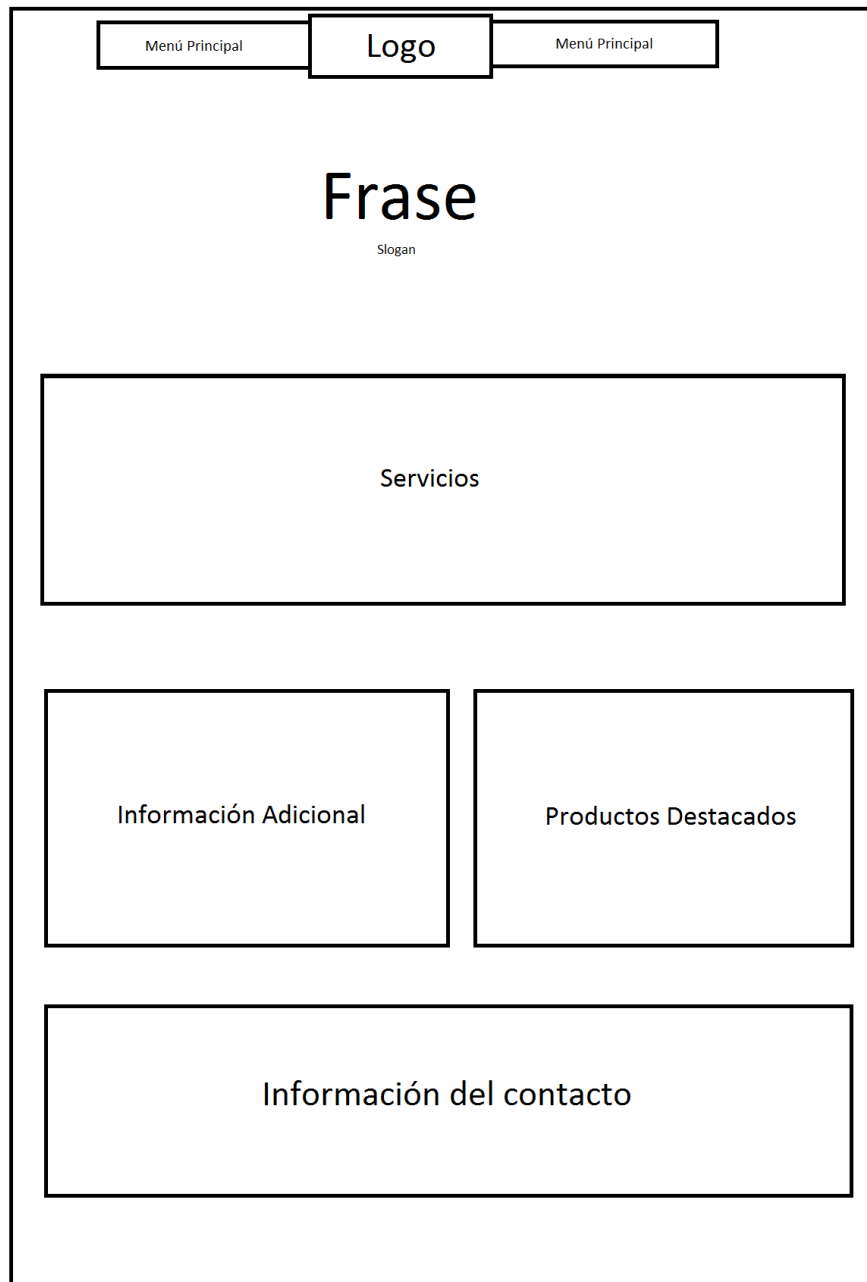 Menú Principal
Logo
Menú Principal
Frase
Slogan
Servicios
Información Adicional
Productos Destacados
Información del contacto